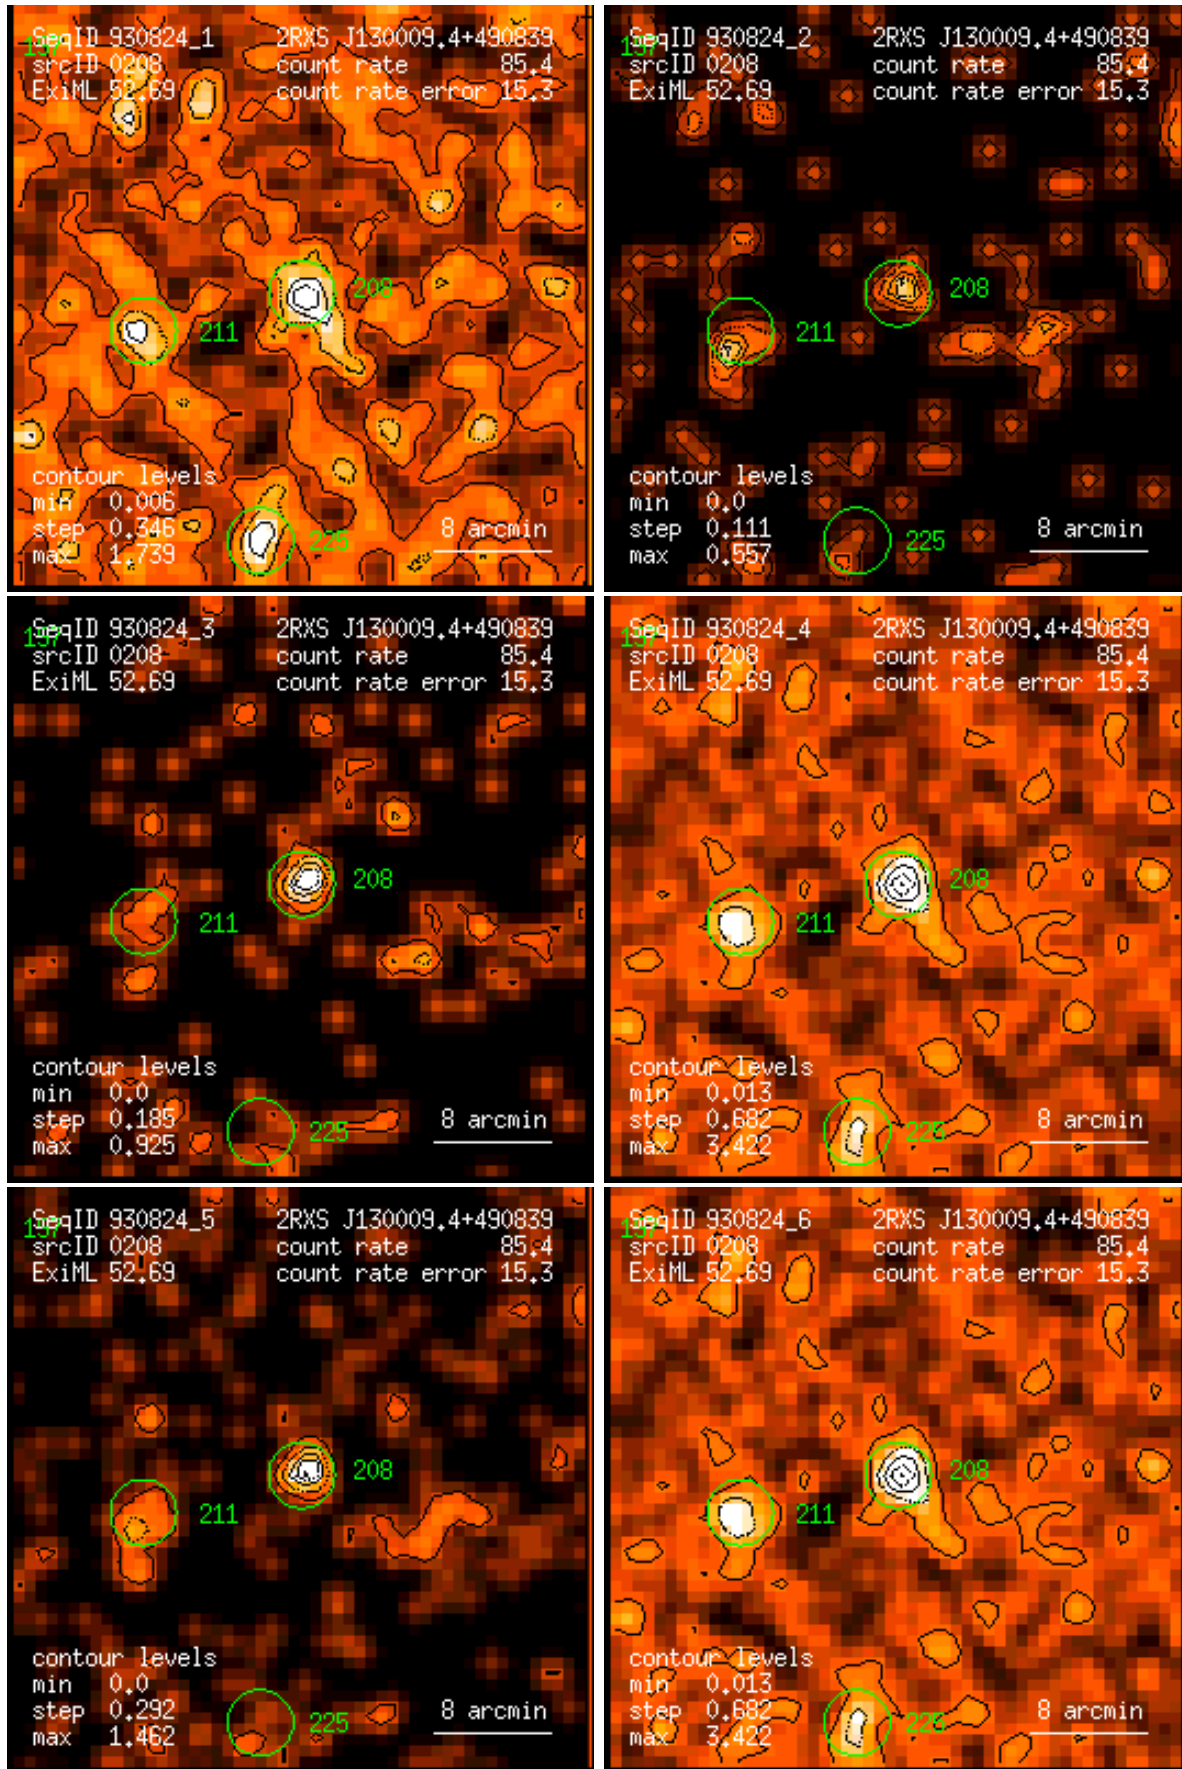 SeqID 930824_1 2RXS J130009.4+490839
197
srcID 0208 count rate 85.4
ExiML 52.69 count rate error 15.3
208
211
contour levels
min 0.006
step 0.346 8 arcmin
225
max 1.739
SeqID 930824_2 2RXS J130009.4+490839
197
srcID 0208 count rate 85.4
ExiML 52.69 count rate error 15.3
208
211
contour levels
min 0.0
step 0.111 8 arcmin
225
max 0.557
SeqID 930824_3 2RXS J130009.4+490839
197
srcID 0208 count rate 85.4
ExiML 52.69 count rate error 15.3
208
211
contour levels
min 0.0
step 0.185 8 arcmin
225
max 0.925
SeqID 930824_4 2RXS J130009.4+490839
197
srcID 0208 count rate 85.4
ExiML 52.69 count rate error 15.3
208
211
contour levels
min 0.013
step 0.682 8 arcmin
225
max 3.422
SeqID 930824_5 2RXS J130009.4+490839
197
srcID 0208 count rate 85.4
ExiML 52.69 count rate error 15.3
208
211
contour levels
min 0.0
step 0.292 8 arcmin
225
max 1.462
SeqID 930824_6 2RXS J130009.4+490839
197
srcID 0208 count rate 85.4
ExiML 52.69 count rate error 15.3
208
211
contour levels
min 0.013
step 0.682 8 arcmin
225
max 3.422